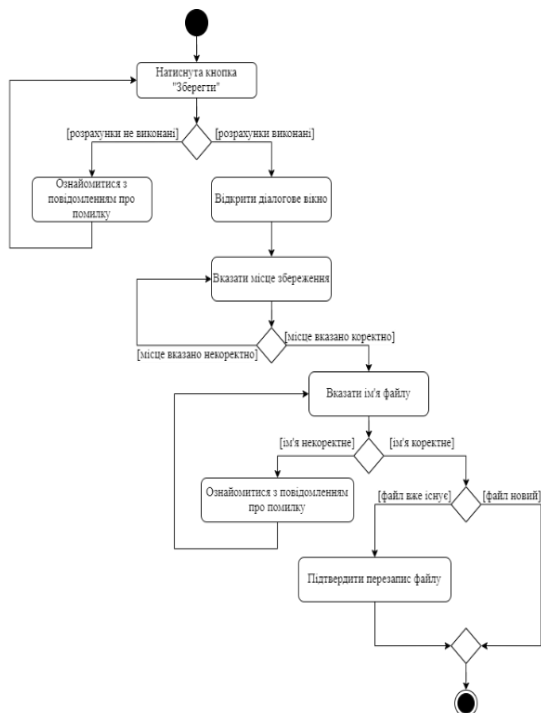 Натиснута кнопка
"Зберегти"
[розрахунки не виконані]
[розрахунки виконані]
Ознайомитися з
повідомленням про
помилку
Відкрити діалогове вікно
Вказати місце збереження
[місце вказано коректно]
[місце вказано некоректно]
Вказати ім'я файлу
[ім'я некоректне]
[ім'я коректне]
Ознайомитися з повідомленням
про помилку
[файл вже існує]
[файл новий]
Підтвердити перезапис файлу